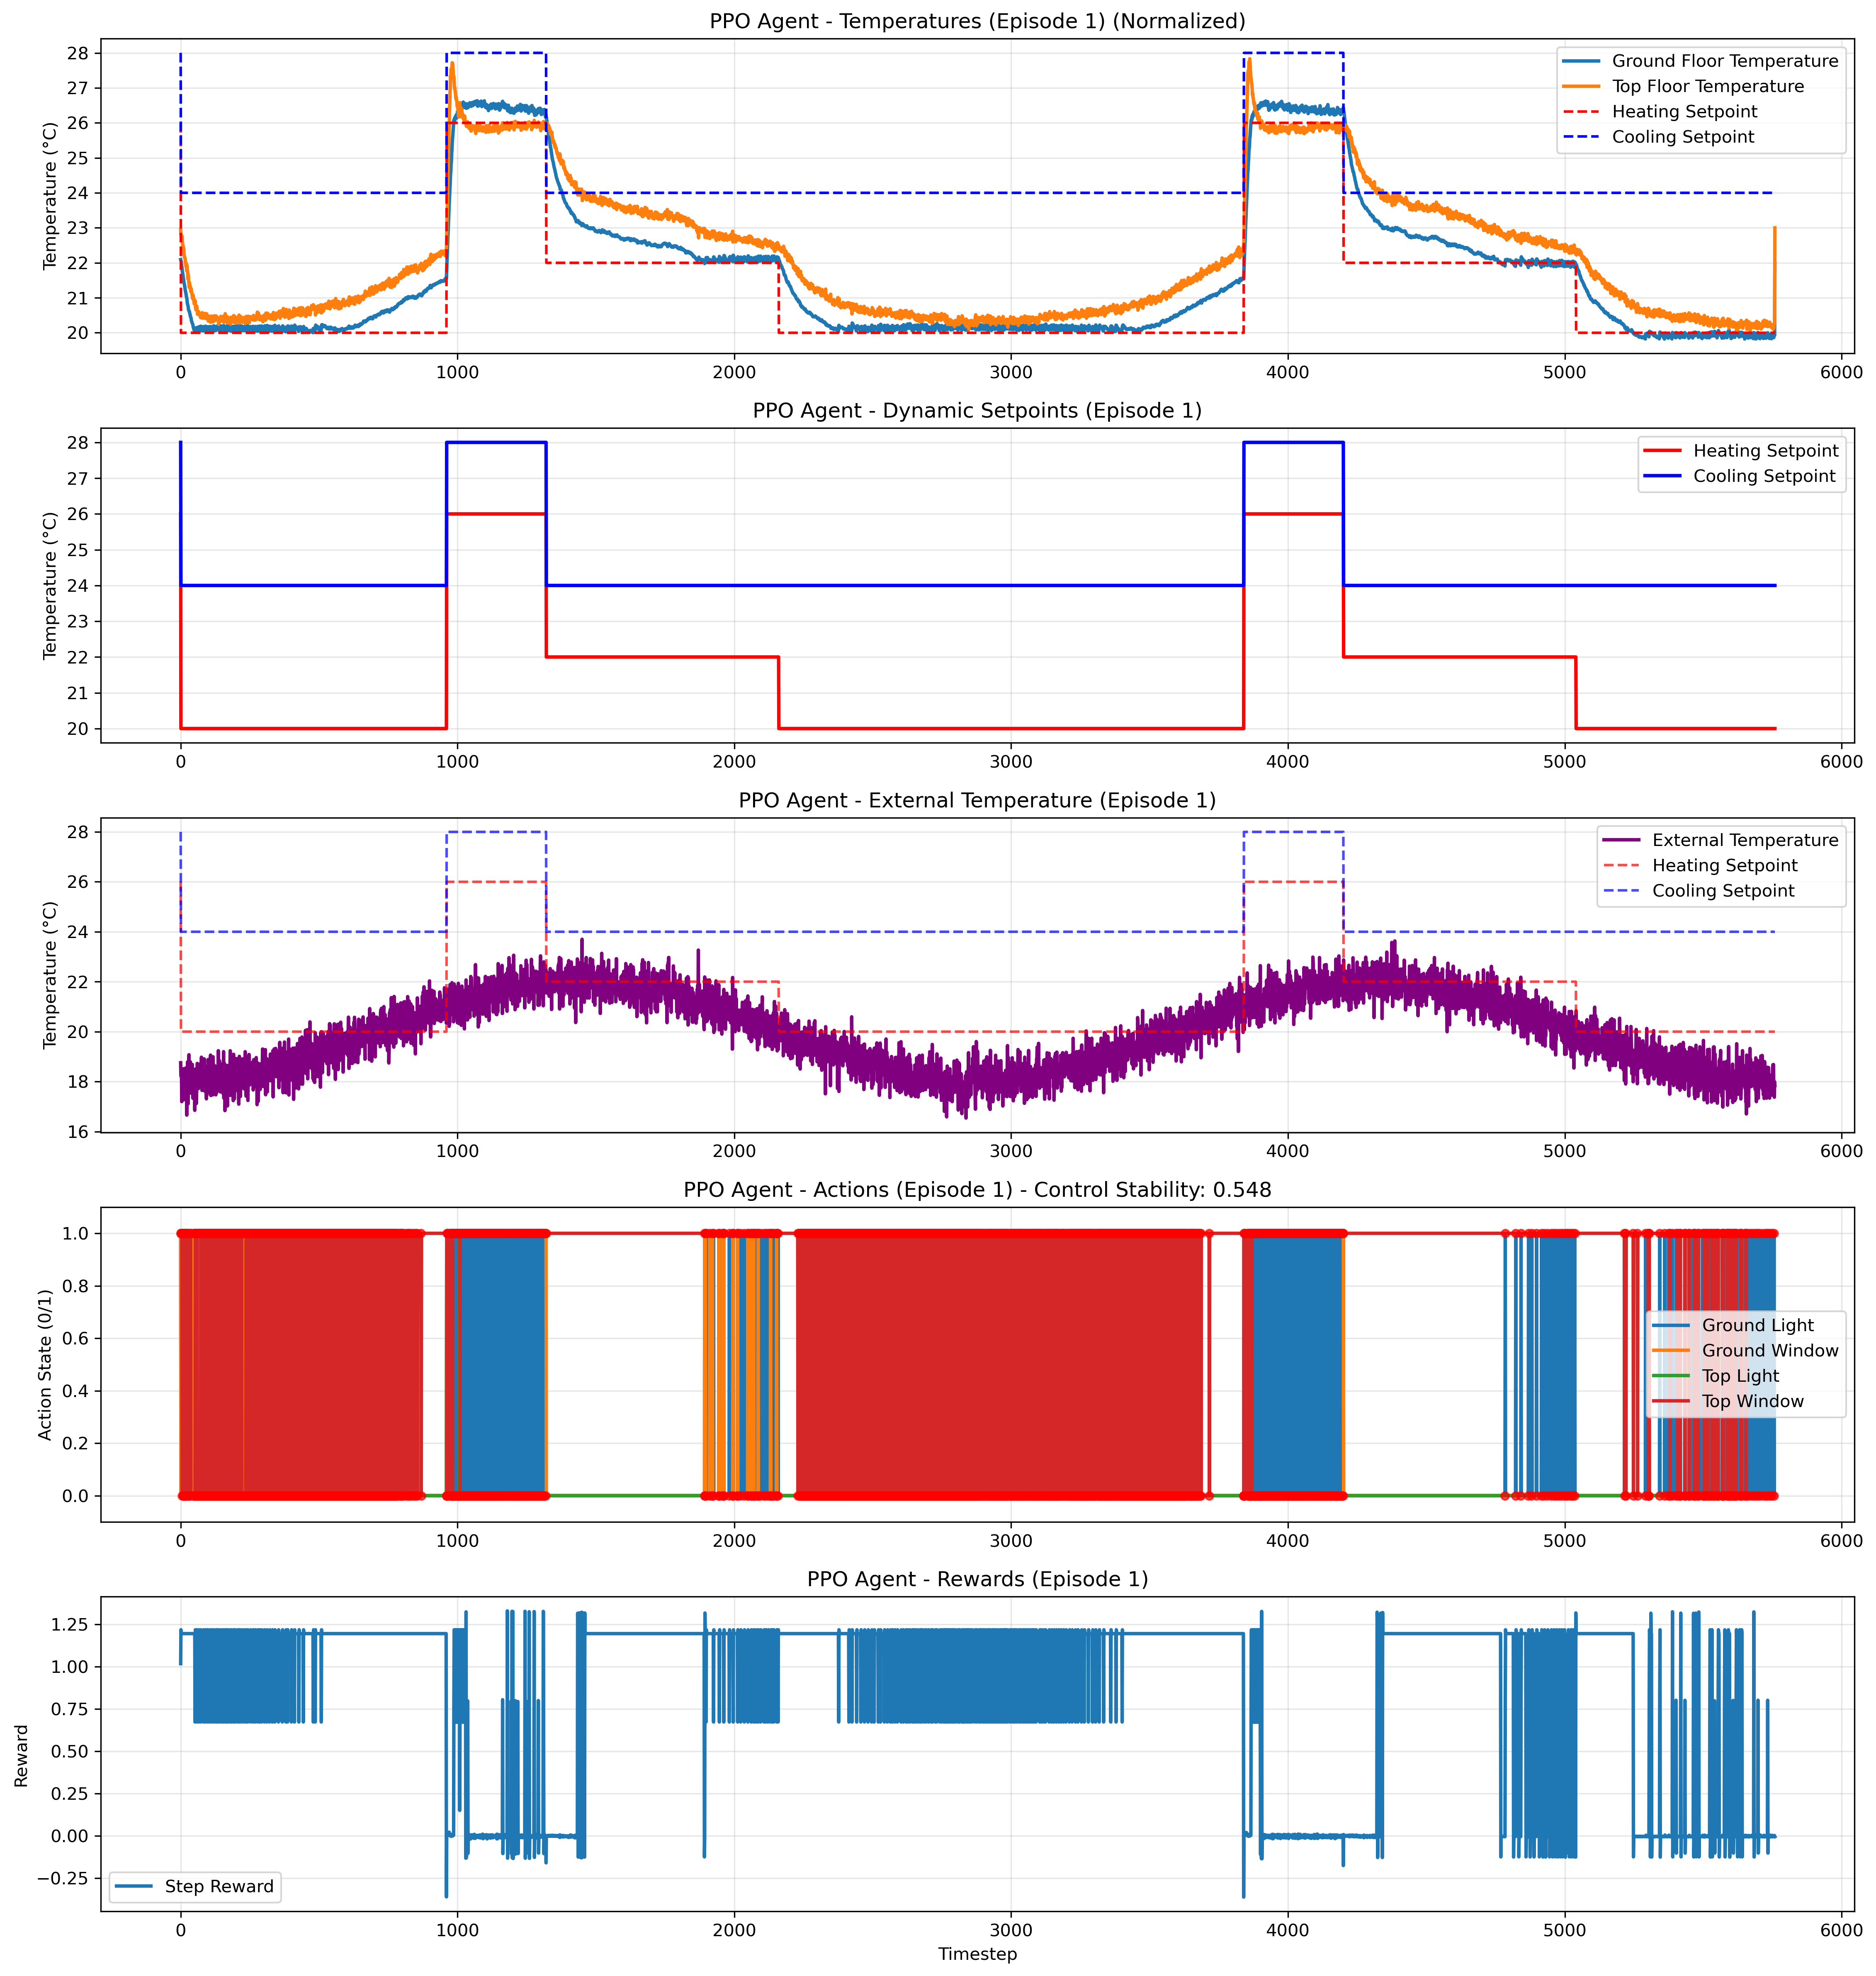 PPO Agent - Temperatures (Episode 1) (Normalized)
Temperature (°C)
28
27
26
25
24
23
22
21
20
Ground Floor Temperature
Top Floor Temperature
Heating Setpoint
Cooling Setpoint
0 1000 2000 3000 4000 5000 6000
PPO Agent - Dynamic Setpoints (Episode 1)
Temperature (°C)
28
27
26
25
24
23
22
21
20
Heating Setpoint
Cooling Setpoint
0 1000 2000 3000 4000 5000 6000
PPO Agent - External Temperature (Episode 1)
Temperature (°C)
28
26
24
22
20
18
16
External Temperature
Heating Setpoint
Cooling Setpoint
0 1000 2000 3000 4000 5000 6000
PPO Agent - Actions (Episode 1) - Control Stability: 0.548
Action State (0/1)
1.0
0.8
0.6
0.4
0.2
0.0
Ground Light
Ground Window
Top Light
Top Window
0 1000 2000 3000 4000 5000 6000
PPO Agent - Rewards (Episode 1)
Reward
1.25
1.00
0.75
0.50
0.25
0.00
−0.25
Step Reward
0 1000 2000 3000 4000 5000 6000
Timestep